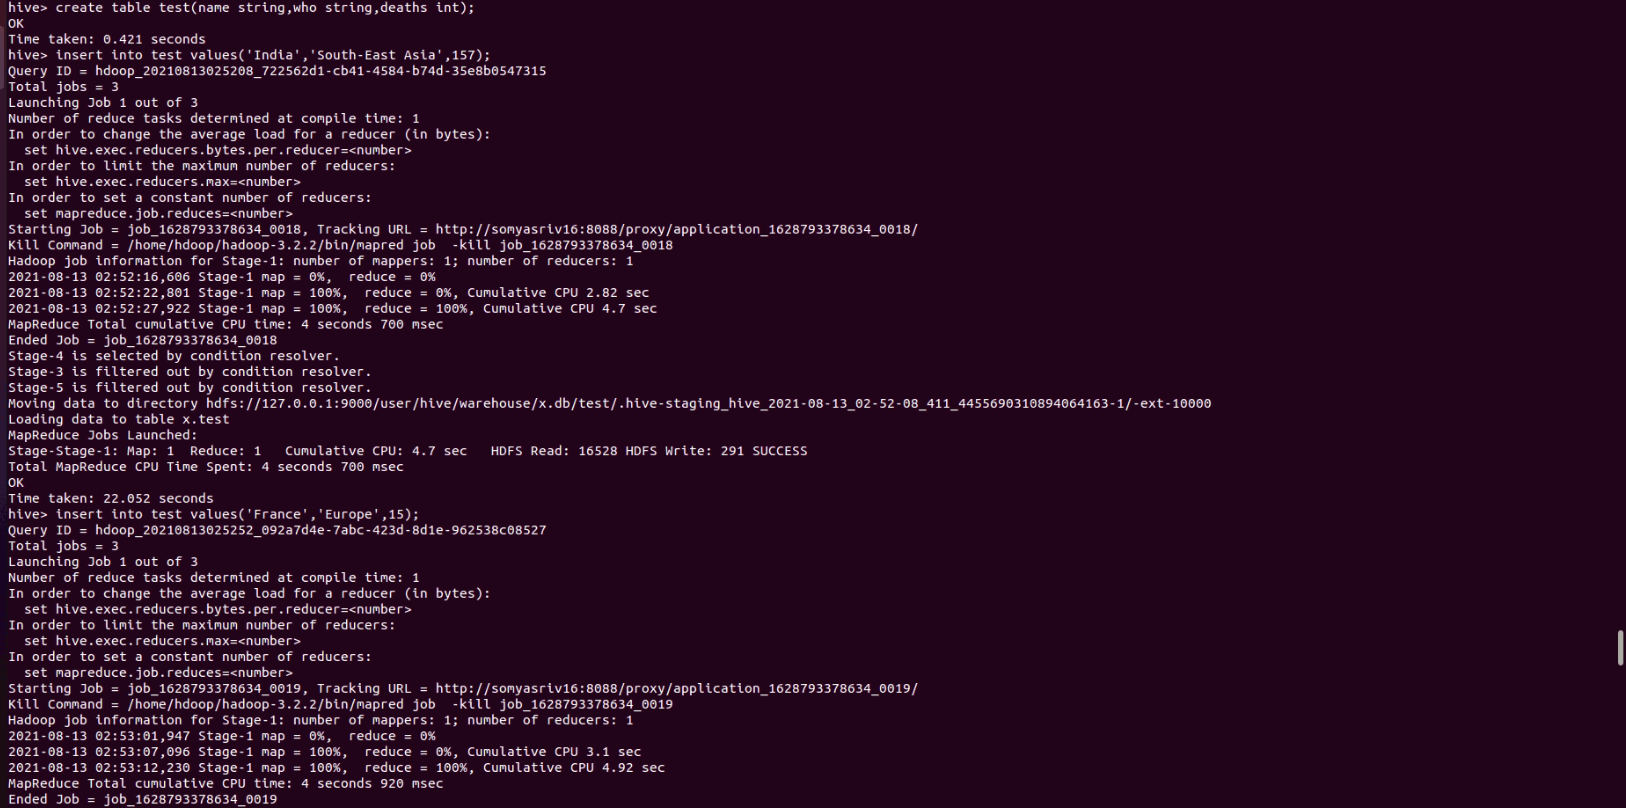 hive> create table test(name string,who string,deaths int);
OK
Time taken: 0.421 seconds
hive> insert into test values('India','South-East Asia',157);
Query ID = hdoop_20210813025208_722562d1-cb41-4584-b74d-35e8b0547315
Total jobs = 3
Launching Job 1 out of 3
Number of reduce tasks determined at compile time: 1
In order to change the average load for a reducer (in bytes):
  set hive.exec.reducers.bytes.per.reducer=<number>
In order to limit the maximum number of reducers:
  set hive.exec.reducers.max=<number>
In order to set a constant number of reducers:
  set mapreduce.job.reduces=<number>
Starting Job = job_1628793378634_0018, Tracking URL = http://somyasriv16:8088/proxy/application_1628793378634_0018/
Kill Command = /home/hdoop/hadoop-3.2.2/bin/mapred job  -kill job_1628793378634_0018
Hadoop job information for Stage-1: number of mappers: 1; number of reducers: 1
2021-08-13 02:52:16,606 Stage-1 map = 0%,  reduce = 0%
2021-08-13 02:52:22,801 Stage-1 map = 100%,  reduce = 0%, Cumulative CPU 2.82 sec
2021-08-13 02:52:27,922 Stage-1 map = 100%,  reduce = 100%, Cumulative CPU 4.7 sec
MapReduce Total cumulative CPU time: 4 seconds 700 msec
Ended Job = job_1628793378634_0018
Stage-4 is selected by condition resolver.
Stage-3 is filtered out by condition resolver.
Stage-5 is filtered out by condition resolver.
Moving data to directory hdfs://127.0.0.1:9000/user/hive/warehouse/x.db/test/.hive-staging_hive_2021-08-13_02-52-08_411_4455690310894064163-1/-ext-10000
Loading data to table x.test
MapReduce Jobs Launched:
Stage-Stage-1: Map: 1  Reduce: 1   Cumulative CPU: 4.7 sec   HDFS Read: 16528 HDFS Write: 291 SUCCESS
Total MapReduce CPU Time Spent: 4 seconds 700 msec
OK
Time taken: 22.052 seconds
hive> insert into test values('France','Europe',15);
Query ID = hdoop_20210813025252_092a7d4e-7abc-423d-8d1e-962538c08527
Total jobs = 3
Launching Job 1 out of 3
Number of reduce tasks determined at compile time: 1
In order to change the average load for a reducer (in bytes):
  set hive.exec.reducers.bytes.per.reducer=<number>
In order to limit the maximum number of reducers:
  set hive.exec.reducers.max=<number>
In order to set a constant number of reducers:
  set mapreduce.job.reduces=<number>
Starting Job = job_1628793378634_0019, Tracking URL = http://somyasriv16:8088/proxy/application_1628793378634_0019/
Kill Command = /home/hdoop/hadoop-3.2.2/bin/mapred job  -kill job_1628793378634_0019
Hadoop job information for Stage-1: number of mappers: 1; number of reducers: 1
2021-08-13 02:53:01,947 Stage-1 map = 0%,  reduce = 0%
2021-08-13 02:53:07,096 Stage-1 map = 100%,  reduce = 0%, Cumulative CPU 3.1 sec
2021-08-13 02:53:12,230 Stage-1 map = 100%,  reduce = 100%, Cumulative CPU 4.92 sec
MapReduce Total cumulative CPU time: 4 seconds 920 msec
Ended Job = job_1628793378634_0019